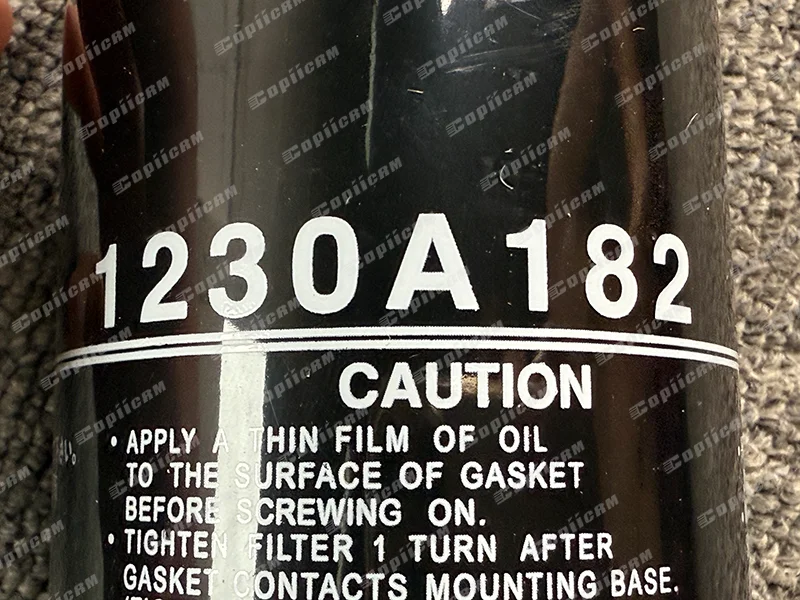 1230A182
CAUTION
• APPLY A THIN FILM OF OIL
TO THE SURFACE OF GASKET
BEFORE SCREWING ON.
• TIGHTEN FILTER 1 TURN AFTER
GASKET CONTACTS MOUNTING BASE.
Copiicam